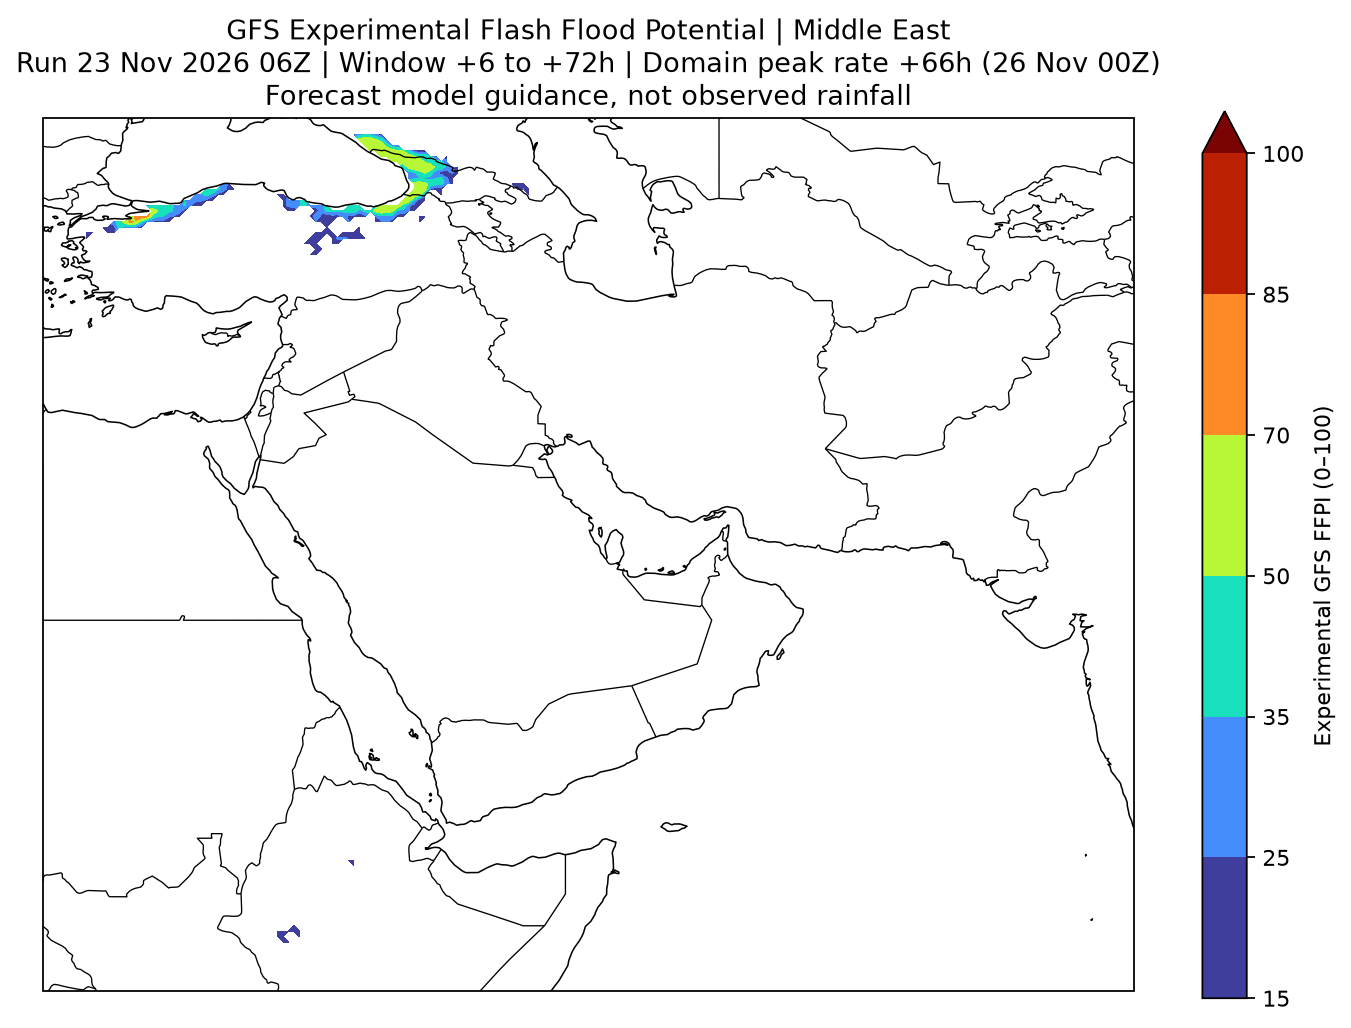 GFS Experimental Flash Flood Potential | Middle East
Run 23 Nov 2026 06Z | Window +6 to +72h | Domain peak rate +66h (26 Nov 00Z)
Forecast model guidance, not observed rainfall
100
85
70
50
35
25
15
Experimental GFS FFPI (0–100)